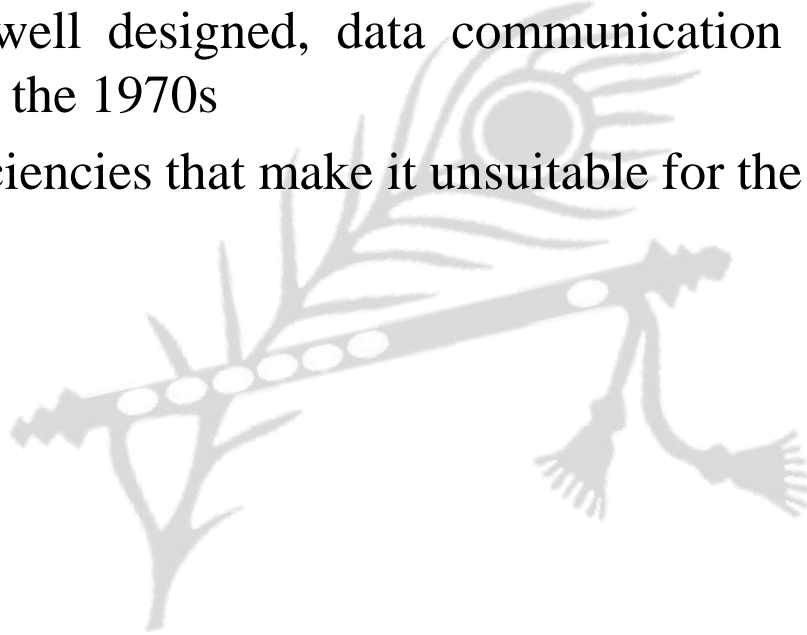 well designed, data communication
the 1970s
ciencies that make it unsuitable for the